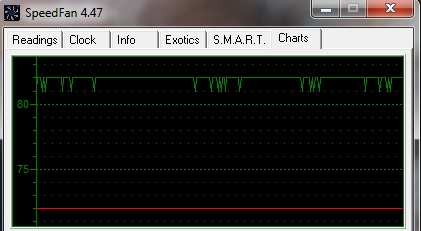 SpeedFan 4.47
Readings Clock Info Exotics S.M.A.R.T. Charts
80
75